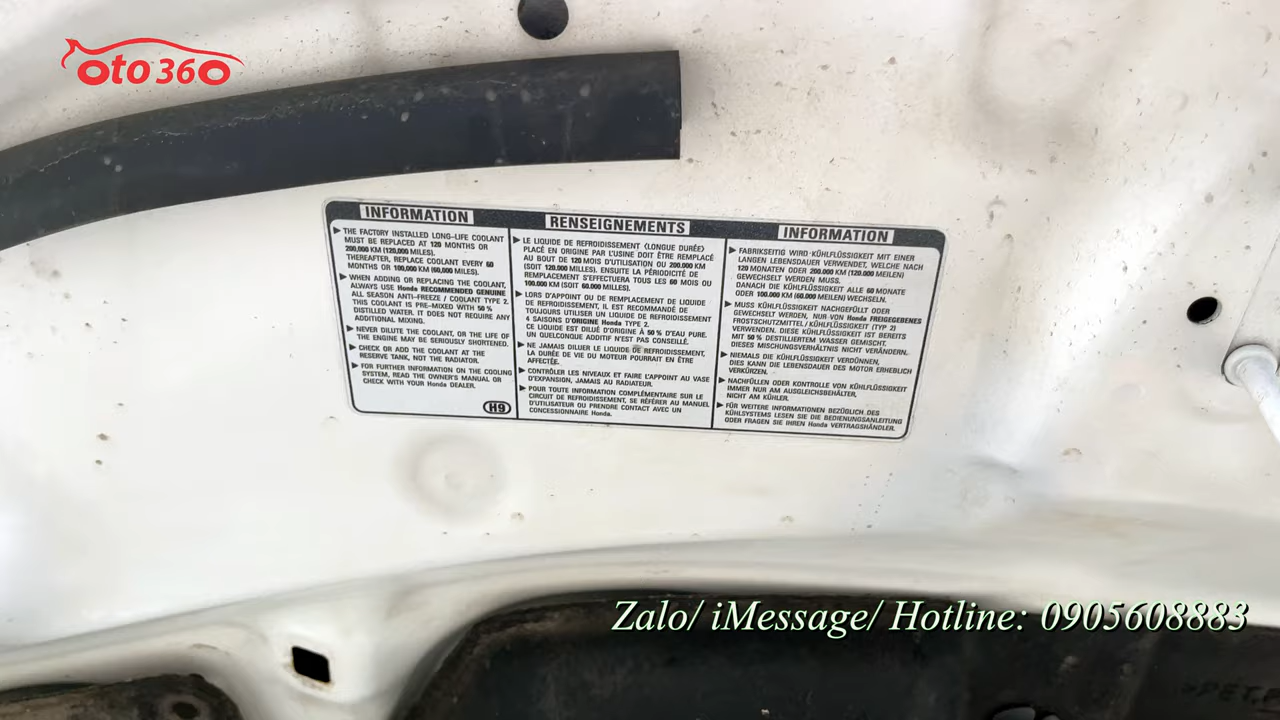 oto360
INFORMATION
THE FACTORY INSTALLED LONG-LIFE COOLANT
MUST BE REPLACED AT 120 MONTHS OR
200,000 KM (120,000 MILES).
THEREAFTER, REPLACE COOLANT EVERY 60
MONTHS OR 100,000 KM (60,000 MILES).
WHEN ADDING OR REPLACING THE COOLANT,
ALWAYS USE Honda RECOMMENDED GENUINE
ALL SEASON ANTI-FREEZE / COOLANT TYPE 2.
THIS COOLANT IS PRE-MIXED WITH 50 %
DISTILLED WATER. IT DOES NOT REQUIRE ANY
ADDITIONAL MIXING.
NEVER DILUTE THE COOLANT, OR THE LIFE OF
THE ENGINE MAY BE SERIOUSLY SHORTENED.
CHECK OR ADD THE COOLANT AT THE
RESERVE TANK, NOT THE RADIATOR.
FOR FURTHER INFORMATION ON THE COOLING
SYSTEM, READ THE OWNER'S MANUAL OR
CHECK WITH YOUR Honda DEALER.
H9
RENSEIGNEMENTS
LE LIQUIDE DE REFROIDISSEMENT (LONGUE DURÉE)
PLACÉ EN ORIGINE PAR L'USINE DOIT ÊTRE REMPLACÉ
AU BOUT DE 120 MOIS D'UTILISATION OU 200.000 KM
(SOIT 120.000 MILLES). ENSUITE LA PÉRIODICITÉ DE
REMPLACEMENT S'EFFECTUERA TOUS LES 60 MOIS OU
100.000 KM (SOIT 60.000 MILLES).
LORS D'APPOINT OU DE REMPLACEMENT DE LIQUIDE
DE REFROIDISSEMENT, IL EST RECOMMANDÉ DE
TOUJOURS UTILISER UN LIQUIDE DE REFROIDISSEMENT
4 SAISONS D'ORIGINE Honda TYPE 2.
CE LIQUIDE EST DILUÉ D'ORIGINE À 50 % D'EAU PURE.
UN QUELCONQUE ADDITIF N'EST PAS CONSEILLÉ.
NE JAMAIS DILUER LE LIQUIDE DE REFROIDISSEMENT,
LA DURÉE DE VIE DU MOTEUR POURRAIT EN ÊTRE
AFFECTÉE.
CONTRÔLER LES NIVEAUX ET FAIRE L'APPOINT AU VASE
D'EXPANSION, JAMAIS AU RADIATEUR.
POUR TOUTE INFORMATION COMPLÉMENTAIRE SUR LE
CIRCUIT DE REFROIDISSEMENT, SE RÉFÉRER AU MANUEL
D'UTILISATEUR OU PRENDRE CONTACT AVEC UN
CONCESSIONNAIRE Honda.
INFORMATION
FABRIKSEITIG WIRD KÜHLFLÜSSIGKEIT MIT EINER
LANGEN LEBENSDAUER VERWENDET, WELCHE NACH
120 MONATEN ODER 200.000 KM (120.000 MEILEN)
GEWECHSELT WERDEN MUSS.
DANACH DIE KÜHLFLÜSSIGKEIT ALLE 60 MONATE
ODER 100.000 KM (60.000 MEILEN) WECHSELN.
MUSS KÜHLFLÜSSIGKEIT NACHGEFÜLLT ODER
GEWECHSELT WERDEN, NUR VON Honda FREIGEGEBENES
FROSTSCHUTZMITTEL / KÜHLFLÜSSIGKEIT (TYP 2)
VERWENDEN. DIESE KÜHLFLÜSSIGKEIT IST BEREITS
MIT 50 % DESTILLIERTEM WASSER GEMISCHT.
DIESES MISCHUNGSVERHÄLTNIS NICHT VERÄNDERN.
NIEMALS DIE KÜHLFLÜSSIGKEIT VERDÜNNEN,
DIES KANN DIE LEBENSDAUER DES MOTOR ERHEBLICH
VERKÜRZEN.
NACHFÜLLEN ODER KONTROLLE VON KÜHLFLÜSSIGKEIT
IMMER NUR AM AUSGLEICHSBEHÄLTER,
NICHT AM KÜHLER.
FÜR WEITERE INFORMATIONEN BEZÜGLICH DES
KÜHLSYSTEMS LESEN SIE DIE BEDIENUNGSANLEITUNG
ODER FRAGEN SIE IHREN Honda VERTRAGSHÄNDLER.
Zalo/ iMessage/ Hotline: 0905608883